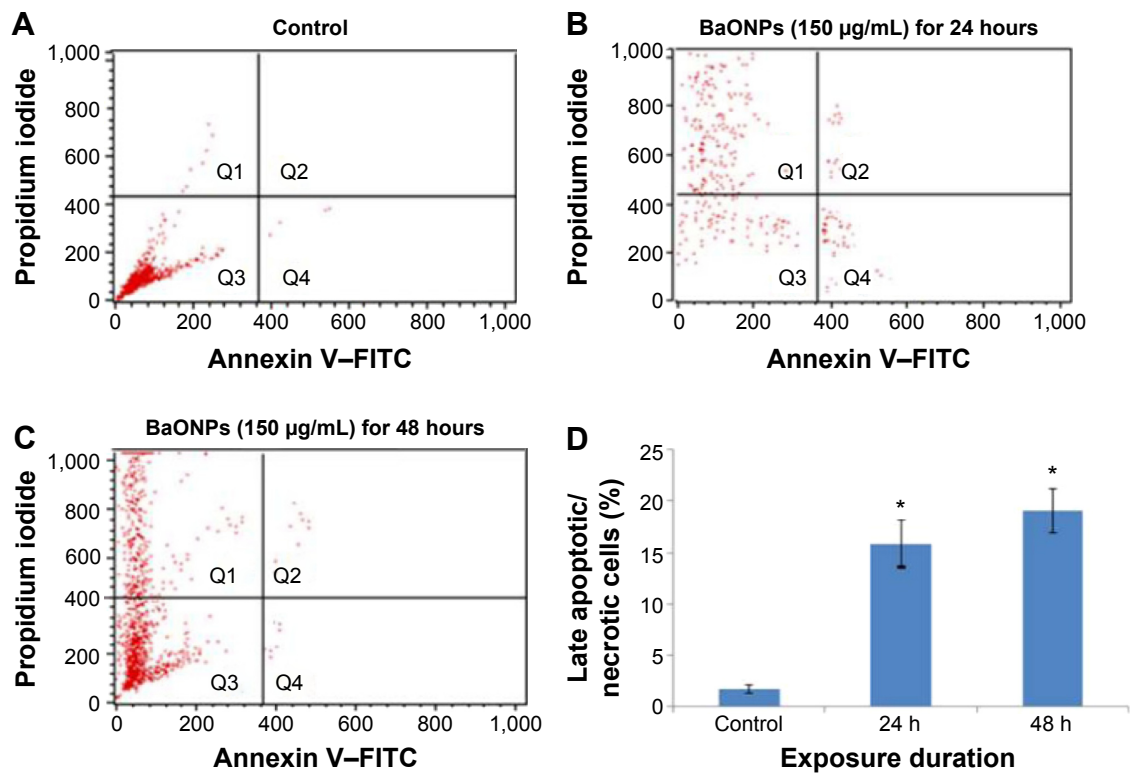 A
Control
Propidium iodide
1,000
800
600
400
200
0
Q1
Q2
Q3
Q4
0
200
400
600
800
1,000
Annexin V–FITC
B
BaONPs (150 µg/mL) for 24 hours
Propidium iodide
1,000
800
600
400
200
0
Q1
Q2
Q3
Q4
0
200
400
600
800
1,000
Annexin V–FITC
C
BaONPs (150 µg/mL) for 48 hours
Propidium iodide
1,000
800
600
400
200
0
Q1
Q2
Q3
Q4
0
200
400
600
800
1,000
Annexin V–FITC
D
Late apoptotic/
necrotic cells (%)
25
20
15
10
5
0
*
*
Control
24 h
48 h
Exposure duration